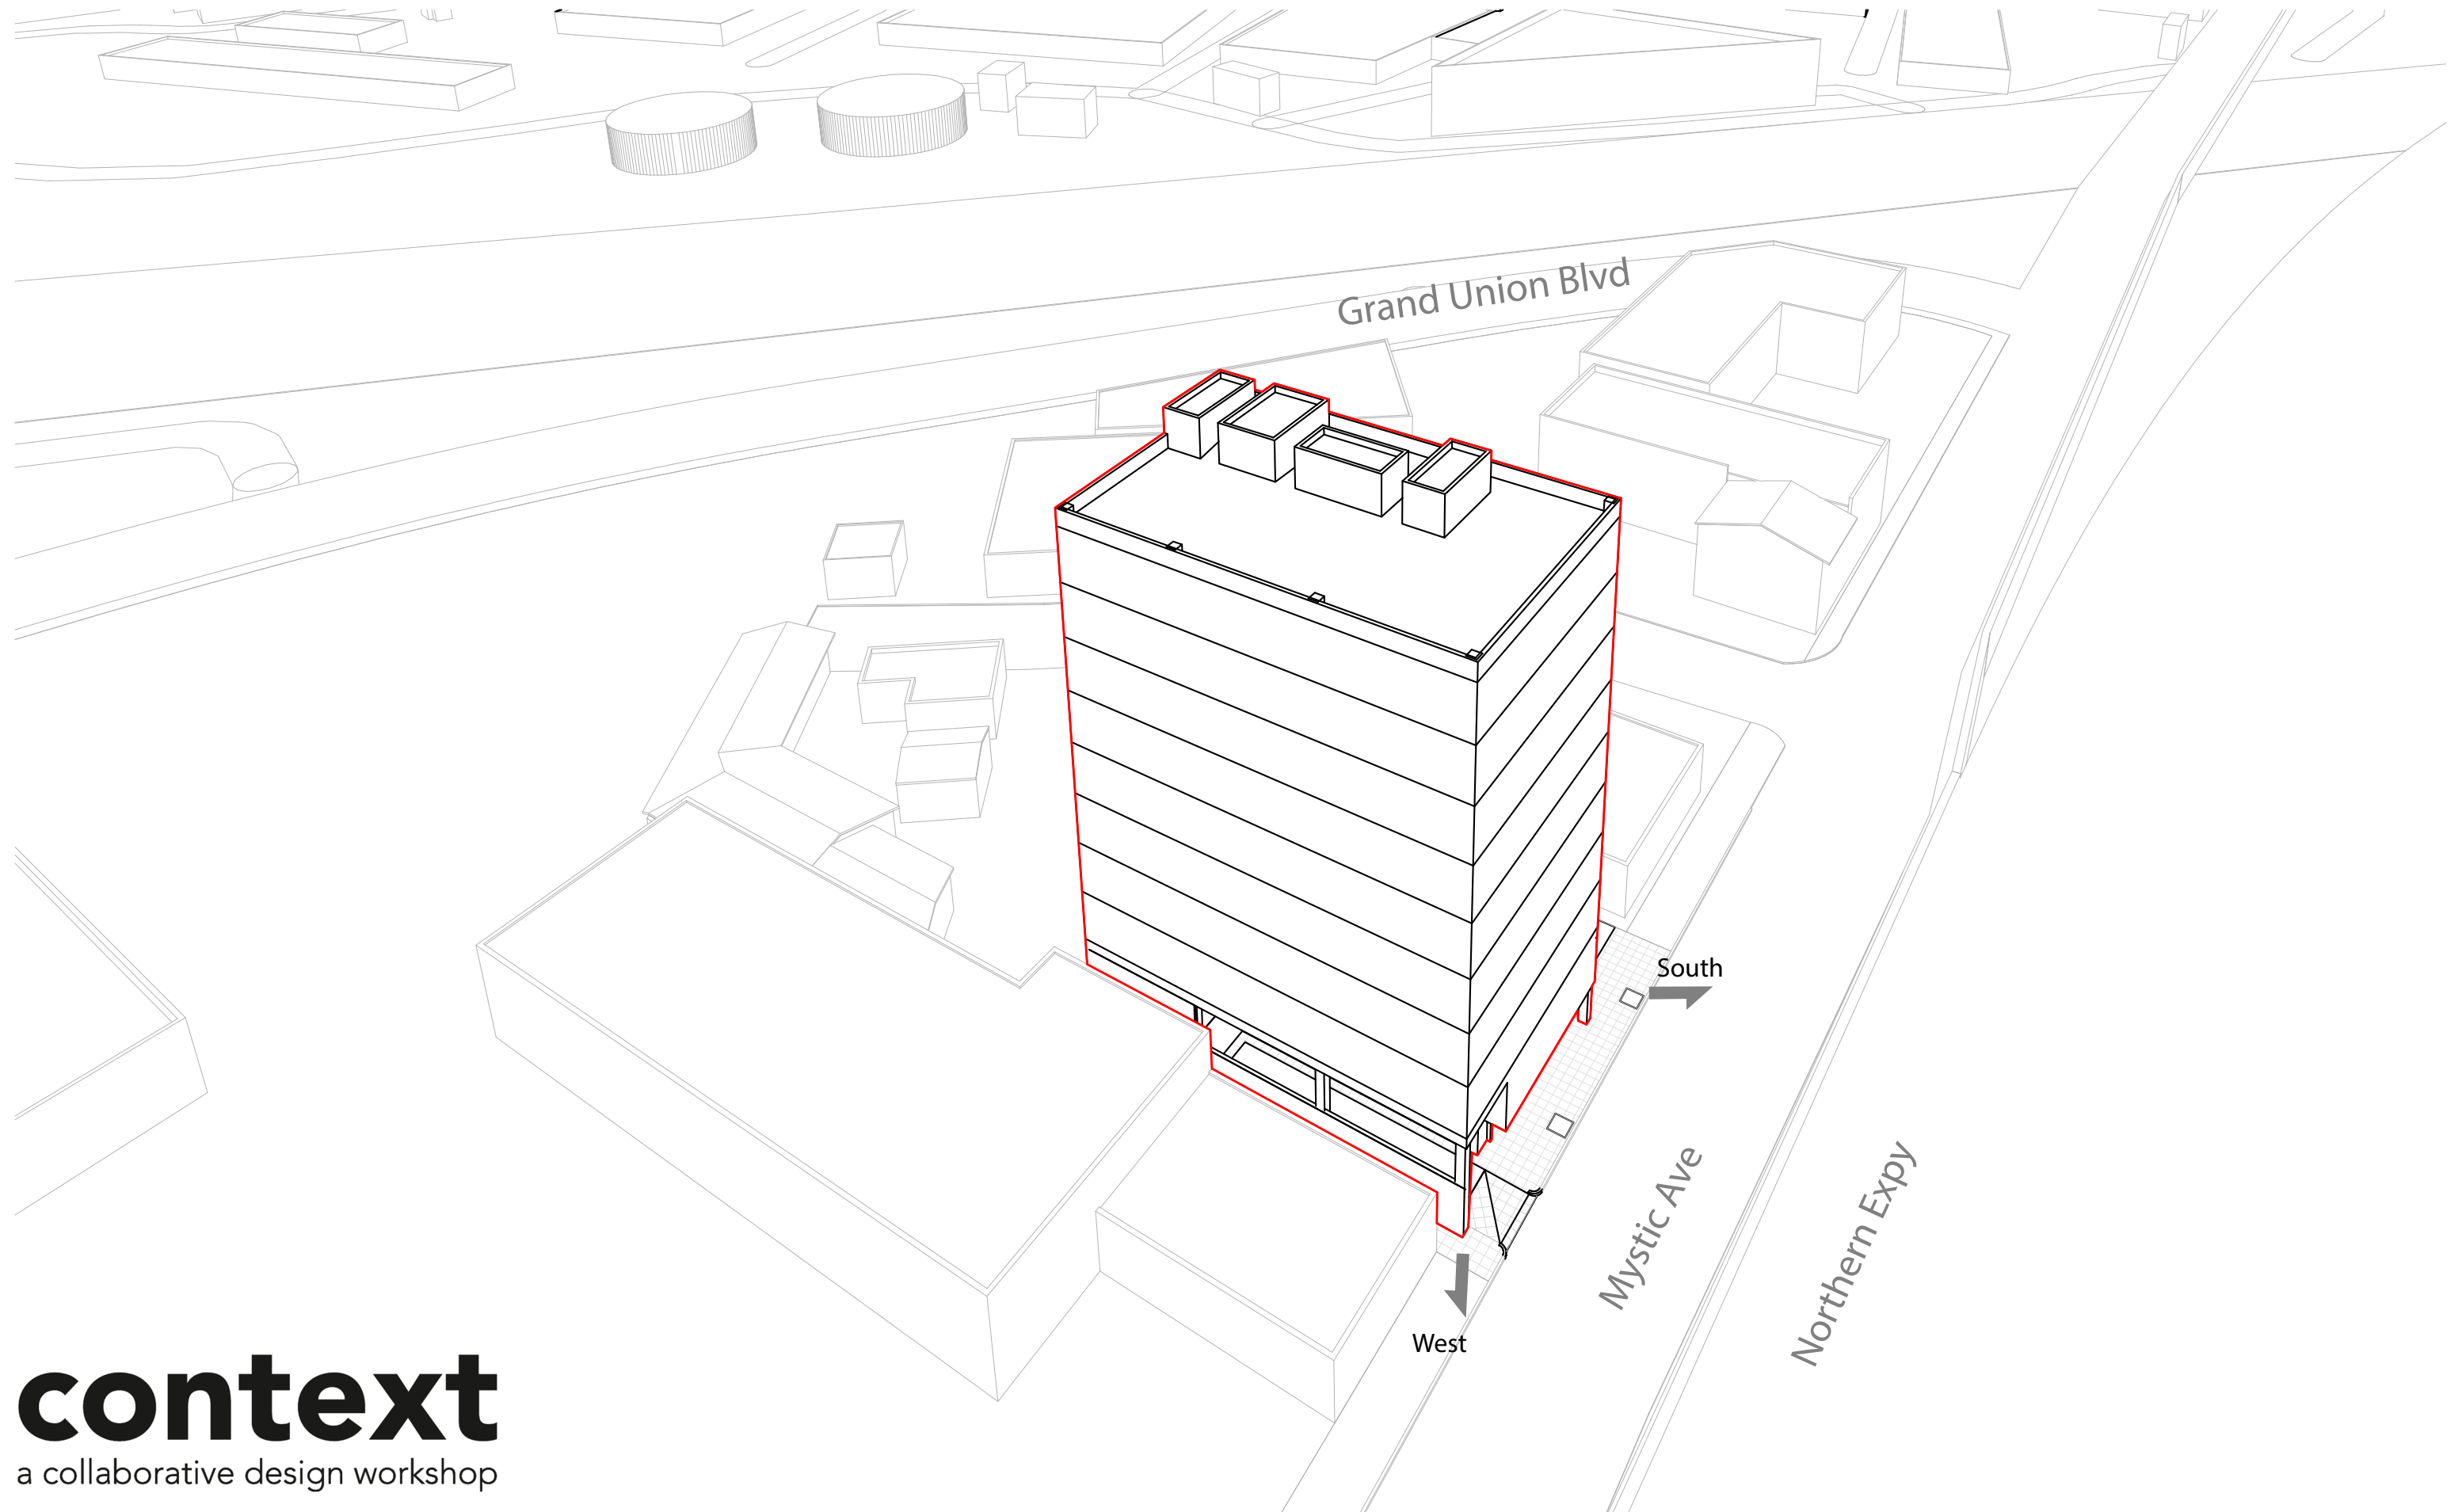 Grand Union Blvd
South
Mystic Ave
Northern Expy
West
context
a collaborative design workshop